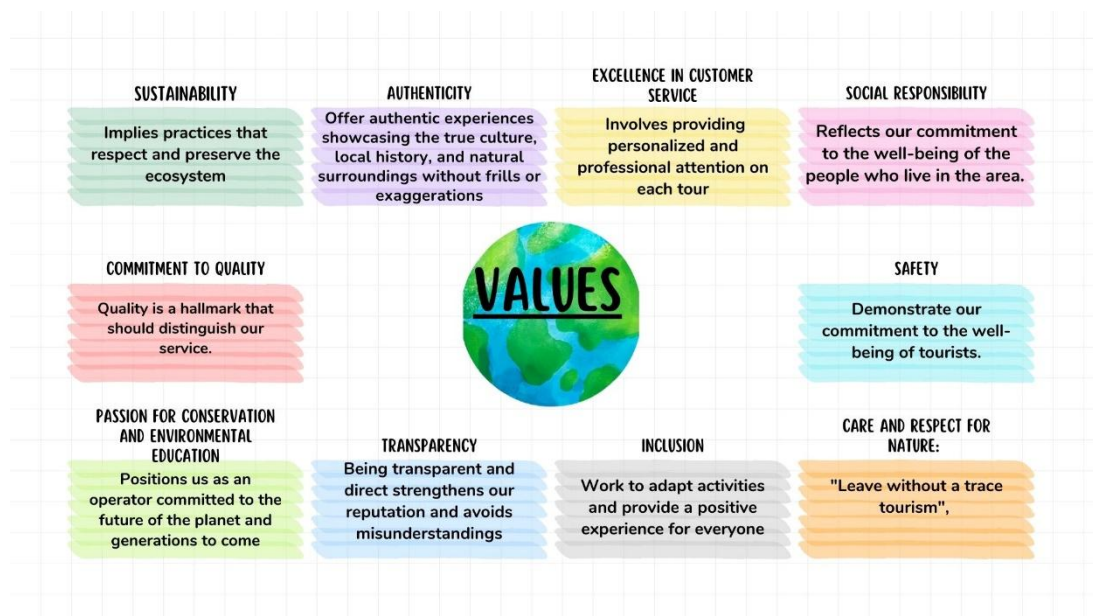 SUSTAINABILITY
Implies practices that
respect and preserve the
ecosystem
AUTHENTICITY
Offer authentic experiences
showcasing the true culture,
local history, and natural
surroundings without frills or
exaggerations
EXCELLENCE IN CUSTOMER
SERVICE
Involves providing
personalized and
professional attention on
each tour
SOCIAL RESPONSIBILITY
Reflects our commitment
to the well-being of the
people who live in the area.
COMMITMENT TO QUALITY
Quality is a hallmark that
should distinguish our
service.
VALUES
SAFETY
Demonstrate our
commitment to the well-
being of tourists.
PASSION FOR CONSERVATION
AND ENVIRONMENTAL
EDUCATION
Positions us as an
operator committed to the
future of the planet and
generations to come
TRANSPARENCY
Being transparent and
direct strengthens our
reputation and avoids
misunderstandings
INCLUSION
Work to adapt activities
and provide a positive
experience for everyone
CARE AND RESPECT FOR
NATURE:
"Leave without a trace
tourism",